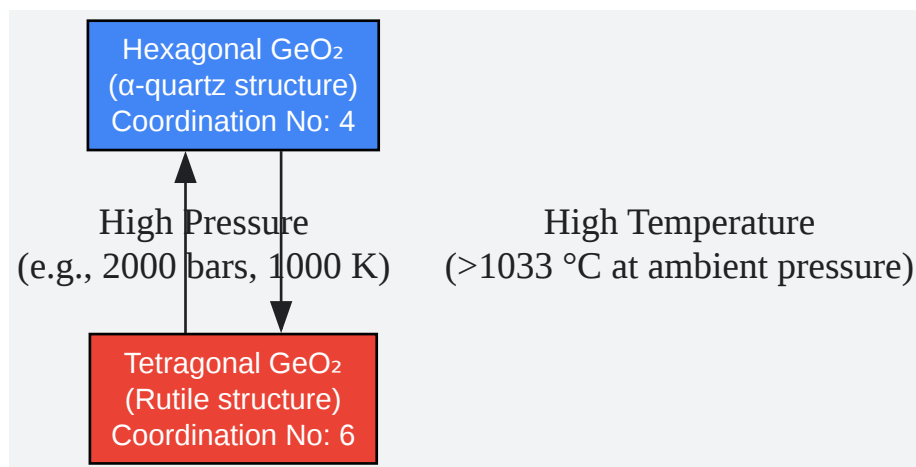 Hexagonal GeO₂
(α-quartz structure)
Coordination No: 4
High Pressure
(e.g., 2000 bars, 1000 K)
High Temperature
(>1033 °C at ambient pressure)
Tetragonal GeO₂
(Rutile structure)
Coordination No: 6